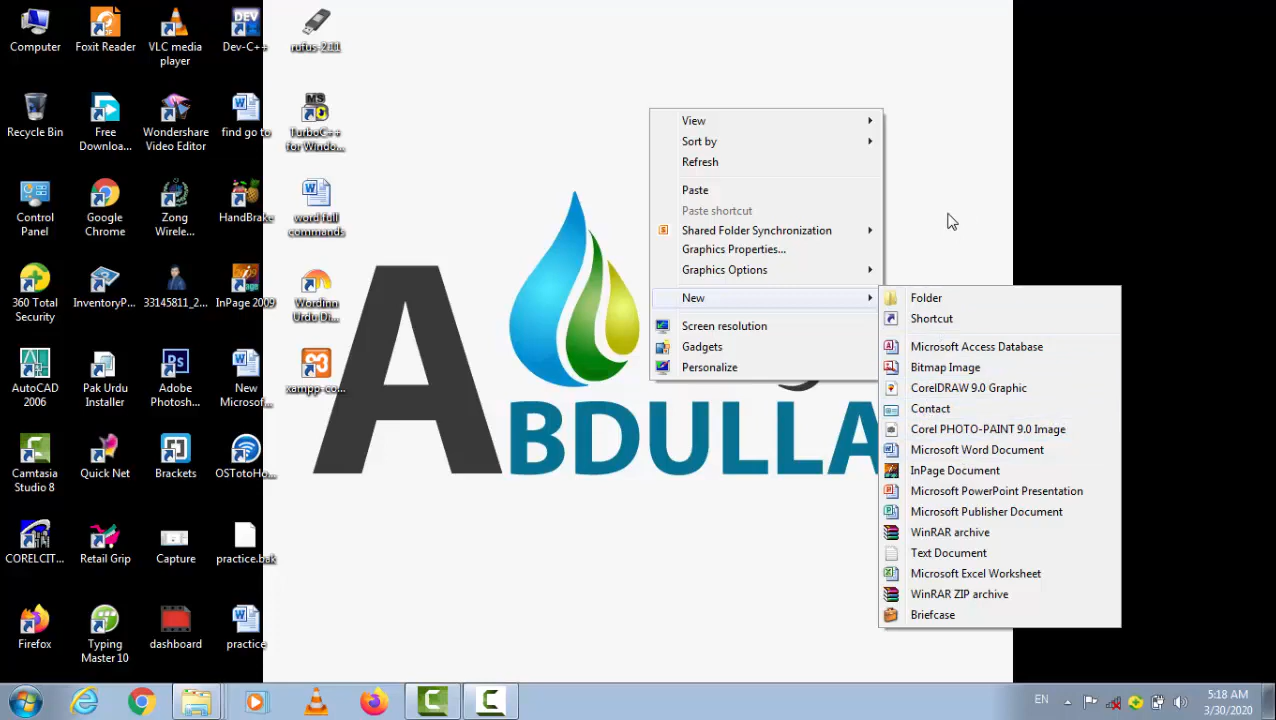 Computer
Foxit Reader
VLC media
player
Dev-C++
rufus-2.11
Recycle Bin
Free
Downloa...
Wondershare
Video Editor
find go to
MS
TurboC++
for Windo...
Control
Panel
Google
Chrome
Zong
Wirele...
HandBrake
word full
commands
360 Total
Security
InventoryP...
33145811_2...
InPage 2009
Wordinn
Urdu Di...
AutoCAD
2006
Pak Urdu
Installer
Adobe
Photosh...
New
Microsof...
xampp-co...
Camtasia
Studio 8
Quick Net
Brackets
OSTotoHo...
CORELCIT...
Retail Grip
Capture
practice.bak
Firefox
Typing
Master 10
dashboard
practice
ABDULLA
View
Sort by
Refresh
Paste
Paste shortcut
Shared Folder Synchronization
Graphics Properties...
Graphics Options
New
Screen resolution
Gadgets
Personalize
Folder
Shortcut
Microsoft Access Database
Bitmap Image
CorelDRAW 9.0 Graphic
Contact
Corel PHOTO-PAINT 9.0 Image
Microsoft Word Document
InPage Document
Microsoft PowerPoint Presentation
Microsoft Publisher Document
WinRAR archive
Text Document
Microsoft Excel Worksheet
WinRAR ZIP archive
Briefcase
EN
5:18 AM
3/30/2020